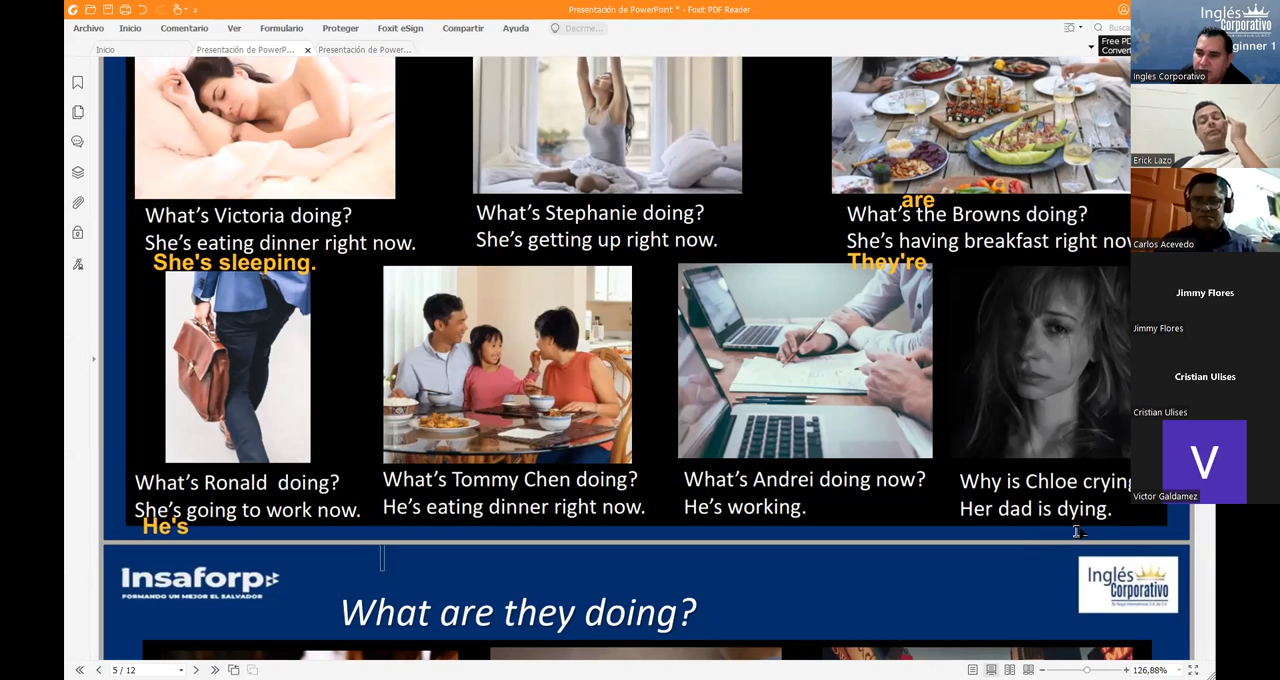 Presentación de PowerPoint * - Foxit PDF Reader
Archivo Inicio Comentario Ver Formulario Proteger Foxit eSign Compartir Ayuda Decirme...
Busca
Inicio Presentación de PowerP... × Presentación de Power...
Free PD
Convert
Inglés
Corporativo
ginner 1
Ingles Corporativo
Erick Lazo
Carlos Acevedo
Jimmy Flores
Jimmy Flores
Cristian Ulises
Cristian Ulises
V
Victor Galdamez
What's Victoria doing?
She's eating dinner right now.
She's sleeping.
What's Stephanie doing?
She's getting up right now.
are
What's the Browns doing?
She's having breakfast right now
They're
What's Ronald doing?
She's going to work now.
He's
What's Tommy Chen doing?
He's eating dinner right now.
What's Andrei doing now?
He's working.
Why is Chloe crying
Her dad is dying.
Insaforp
FORMANDO UN MEJOR EL SALVADOR
What are they doing?
Inglés
Corporativo
5 / 12
126,88%